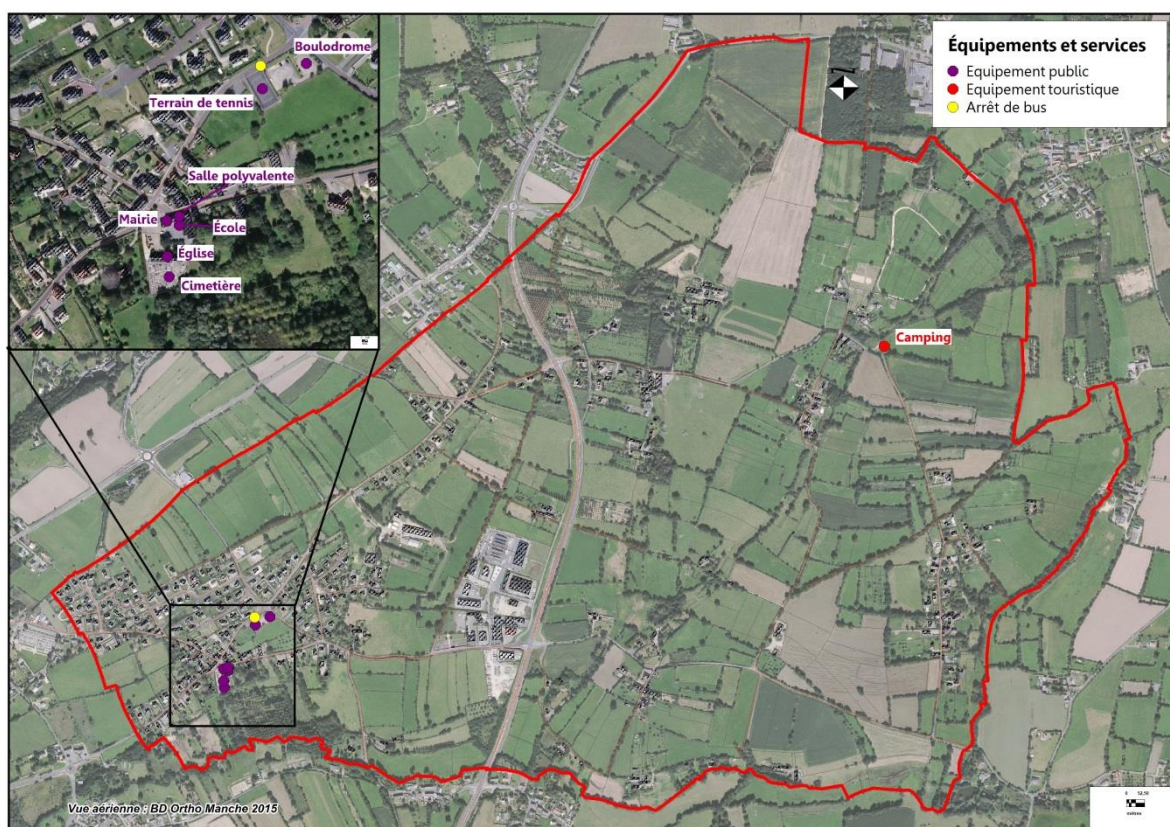 Boulodrome
Terrain de tennis
Salle polyvalente
Mairie
École
Église
Cimetière
Équipements et services
Equipement public
Equipement touristique
Arrêt de bus
Camping
Vue aérienne : BD Ortho Manche 2015